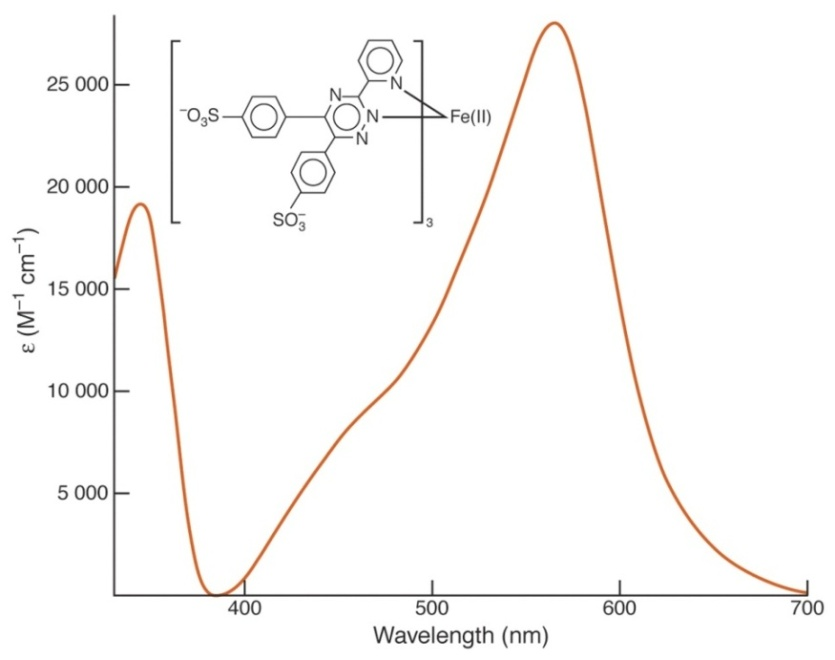 25 000
20 000
15 000
10 000
5 000
ε (M⁻¹ cm⁻¹)
N
N
N
N
⁻O₃S
SO₃⁻
Fe(II)
3
400
500
600
700
Wavelength (nm)